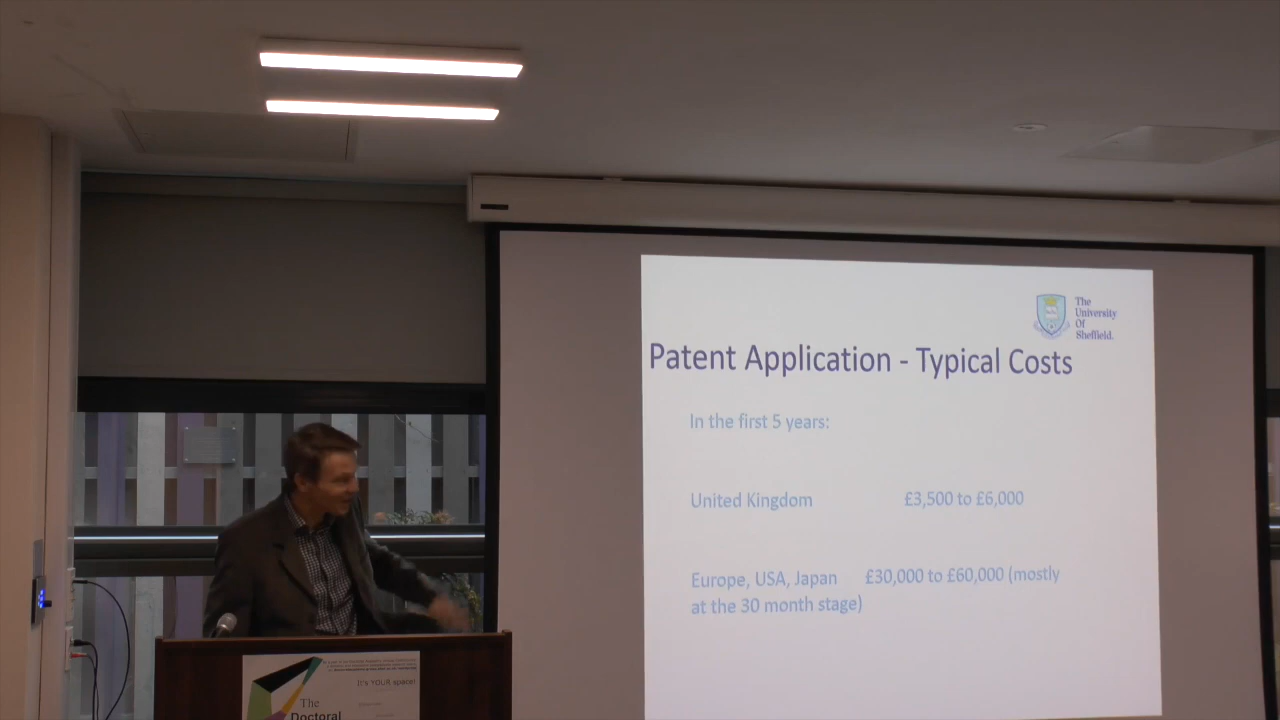 The
University
Of
Sheffield.
Patent Application - Typical Costs
In the first 5 years:
United Kingdom £3,500 to £6,000
Europe, USA, Japan £30,000 to £60,000 (mostly
at the 30 month stage)
It's YOUR space!
The
Doctoral